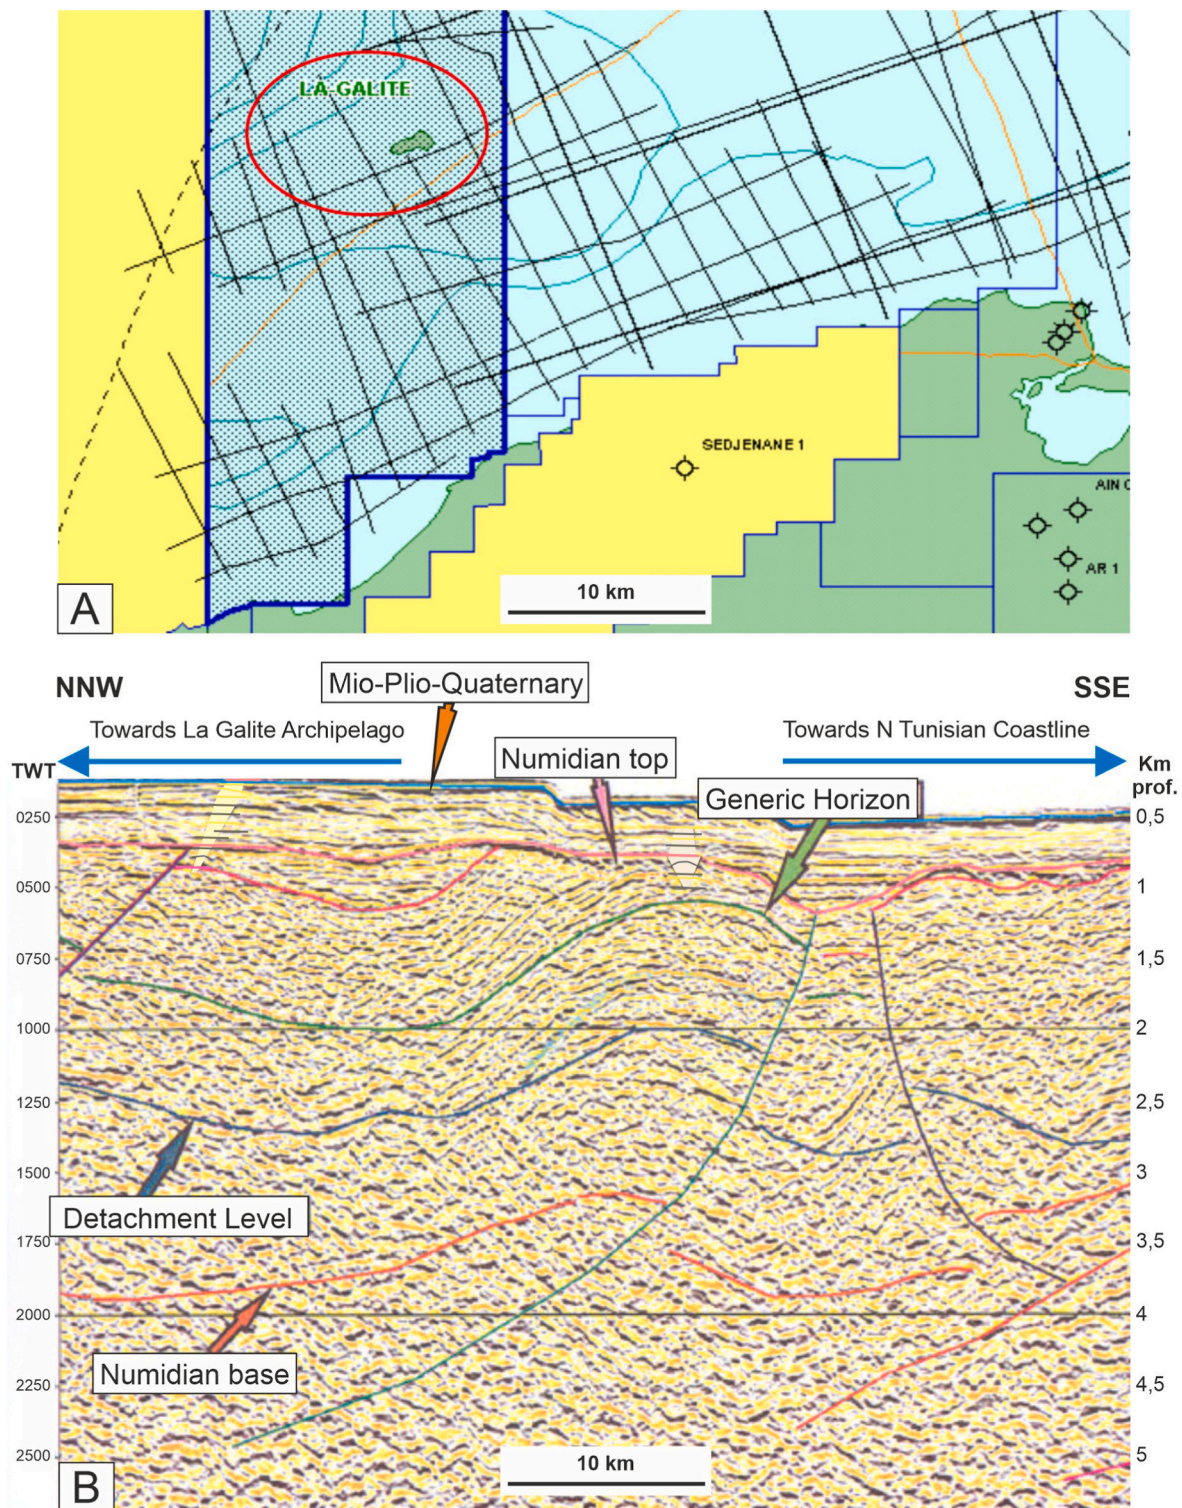 LA GALITE
SEDJENANE 1
AIN
AR 1
10 km
A
NNW
Mio-Plio-Quaternary
SSE
Towards La Galite Archipelago
Towards N Tunisian Coastline
Numidian top
TWT
Km
prof.
Generic Horizon
0250
0,5
0500
1
0750
1,5
1000
2
1250
2,5
1500
3
Detachment Level
1750
3,5
2000
4
Numidian base
2250
4,5
2500
5
10 km
B